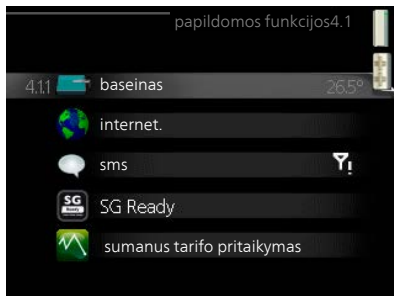 papildomos funkcijos4.1
4.1.1 baseinas 26.5°
internet.
sms
SG Ready SG Ready
sumanus tarifo pritaikymas